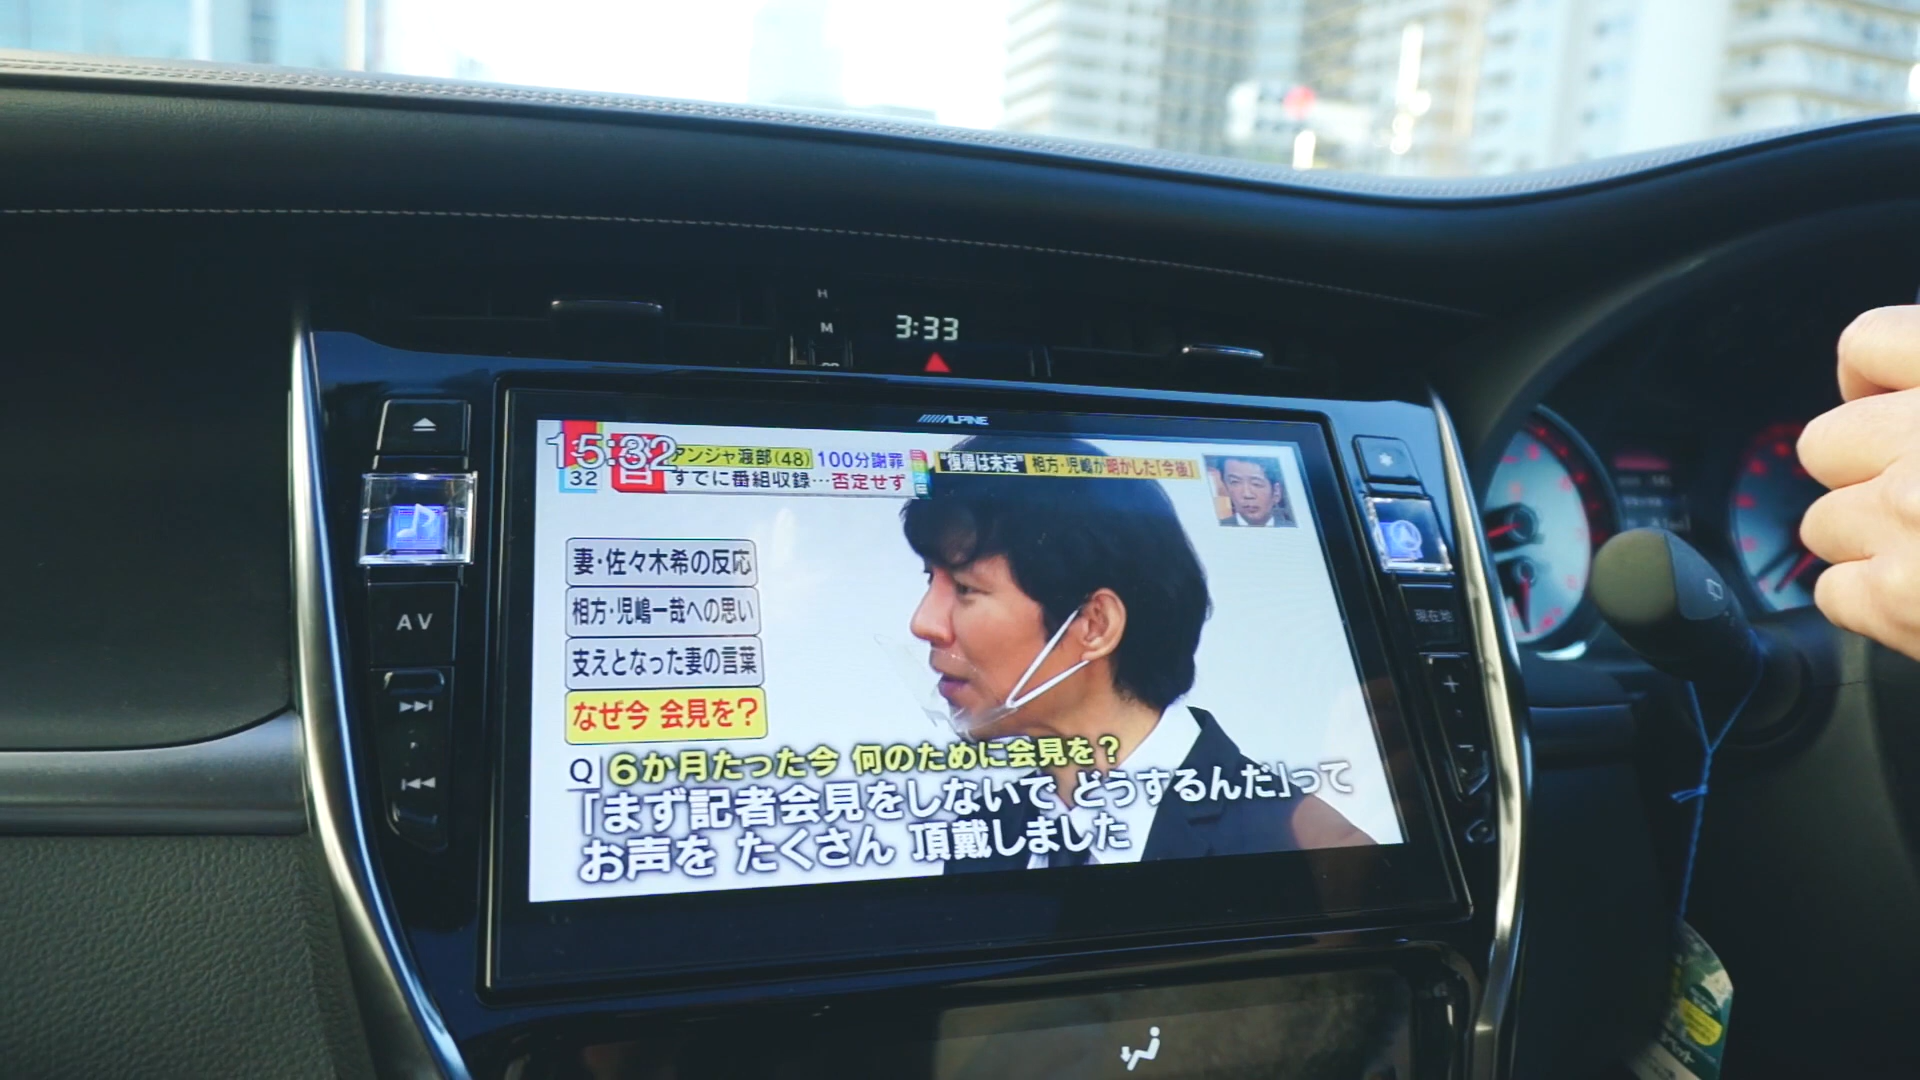 H
M
3:33
ALPINE
15:32
32
アンジャ渡部(48) 100分謝罪
すでに番組収録…否定せず
“復帰は未定” 相方・児嶋が明かした「今後」
妻・佐々木希の反応
相方・児嶋一哉への思い
支えとなった妻の言葉
なぜ今 会見を?
Q 6か月たった今 何のために会見を?
「まず記者会見をしないで どうするんだ」って
お声を たくさん 頂戴しました
AV
現在地